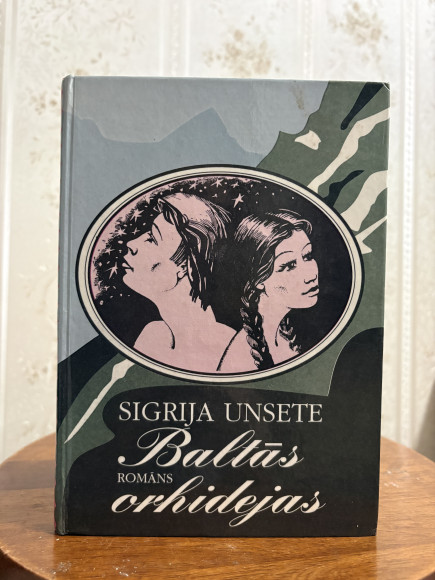 SIGRIJA UNSETE
Baltās
ROMĀNS
orhidejas